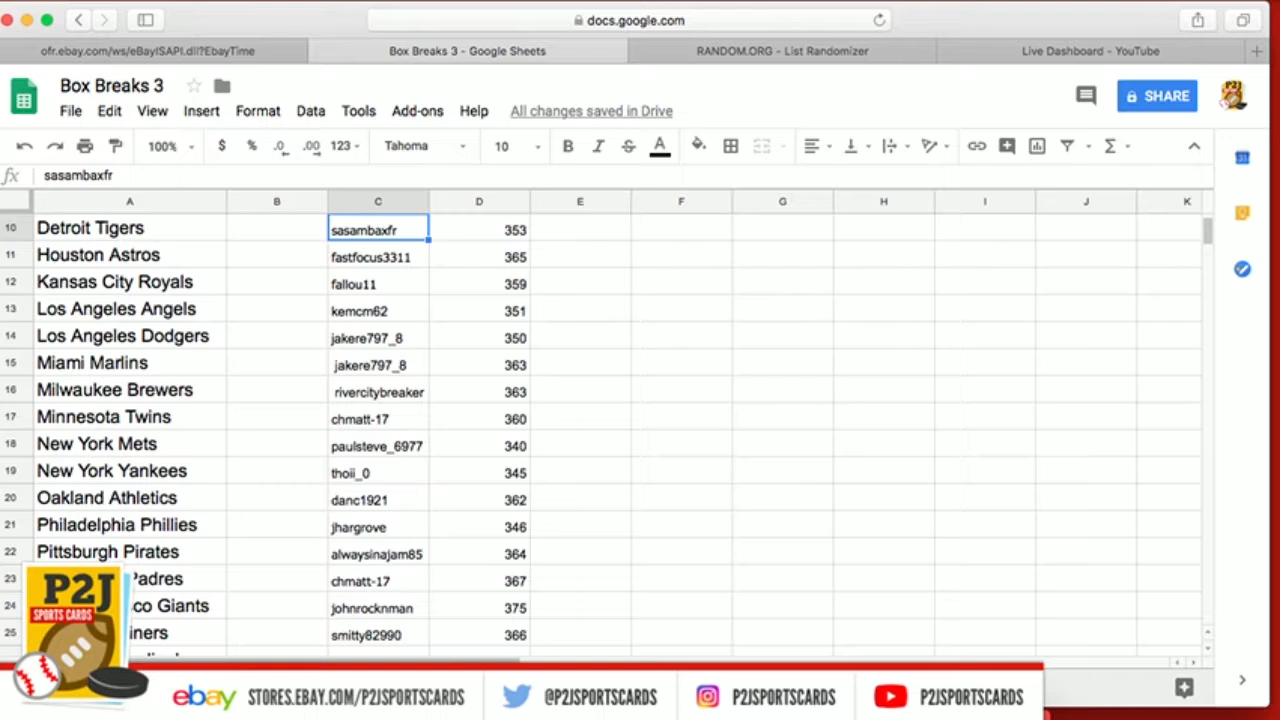 docs.google.com
ofr.ebay.com/ws/eBayISAPI.dll?EbayTime
Box Breaks 3 - Google Sheets
RANDOM.ORG - List Randomizer
Live Dashboard - YouTube
Box Breaks 3
File Edit View Insert Format Data Tools Add-ons Help All changes saved in Drive
SHARE
100% $ % .0 .00 123 Tahoma 10 B I S A
fx sasambaxfr
A B C D E F G H I J K
10 Detroit Tigers sasambaxfr 353
11 Houston Astros fastfocus3311 365
12 Kansas City Royals fallou11 359
13 Los Angeles Angels kemcm62 351
14 Los Angeles Dodgers jakere797_8 350
15 Miami Marlins jakere797_8 363
16 Milwaukee Brewers rivercitybreaker 363
17 Minnesota Twins chmatt-17 360
18 New York Mets paulsteve_6977 340
19 New York Yankees thoii_0 345
20 Oakland Athletics danc1921 362
21 Philadelphia Phillies jhargrove 346
22 Pittsburgh Pirates alwaysinajam85 364
23 Padres chmatt-17 367
24 co Giants johnrocknman 375
25 iners smitty82990 366
P2J
SPORTS CARDS
ebay STORES.EBAY.COM/P2JSPORTSCARDS @P2JSPORTSCARDS P2JSPORTSCARDS P2JSPORTSCARDS